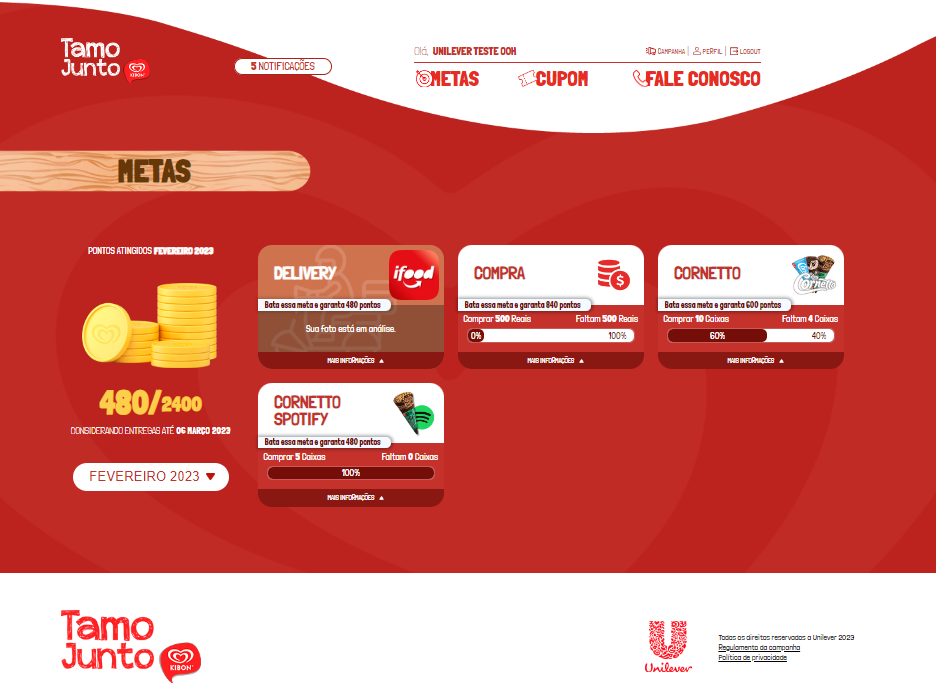 Tamo
Junto
KIBON
5 NOTIFICAÇÕES
Olá, UNILEVER TESTE OOH
CAMPANHA | PERFIL | LOGOUT
METAS
CUPOM
FALE CONOSCO
METAS
PONTOS ATINGIDOS FEVEREIRO 2023
480/2400
CONSIDERANDO ENTREGAS ATÉ 06 MARÇO 2023
FEVEREIRO 2023
DELIVERY
ifood
Bata essa meta e garanta 480 pontos
Sua foto está em análise.
MAIS INFORMAÇÕES
COMPRA
$
Bata essa meta e garanta 840 pontos
Comprar 500 Reais
Faltam 500 Reais
0%
100%
MAIS INFORMAÇÕES
CORNETTO
Cornetto
Bata essa meta e garanta 600 pontos
Comprar 10 Caixas
Faltam 4 Caixas
60%
40%
MAIS INFORMAÇÕES
CORNETTO
SPOTIFY
Bata essa meta e garanta 480 pontos
Comprar 5 Caixas
Faltam 0 Caixas
100%
MAIS INFORMAÇÕES
Tamo
Junto
KIBON
Unilever
Todos os direitos reservados a Unilever 2023
Regulamento da campanha
Política de privacidade